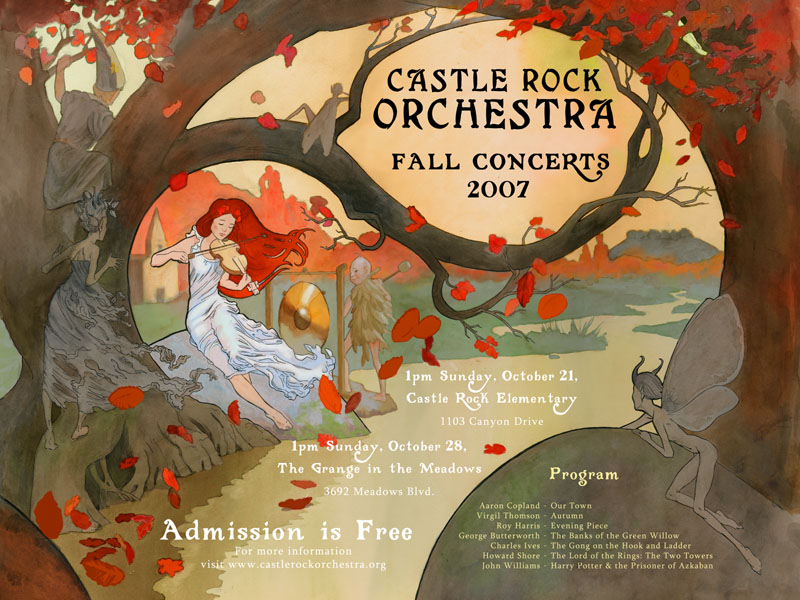 CASTLE ROCK
ORCHESTRA
FALL CONCERTS
2007
1pm Sunday, October 21,
Castle Rock Elementary
1103 Canyon Drive
1pm Sunday, October 28,
The Grange in the Meadows
3692 Meadows Blvd.
Admission is Free
For more information
visit www.castlerockorchestra.org
Program
Aaron Copland - Our Town
Virgil Thomson - Autumn
Roy Harris - Evening Piece
George Butterworth - The Banks of the Green Willow
Charles Ives - The Gong on the Hook and Ladder
Howard Shore - The Lord of the Rings: The Two Towers
John Williams - Harry Potter & the Prisoner of Azkaban